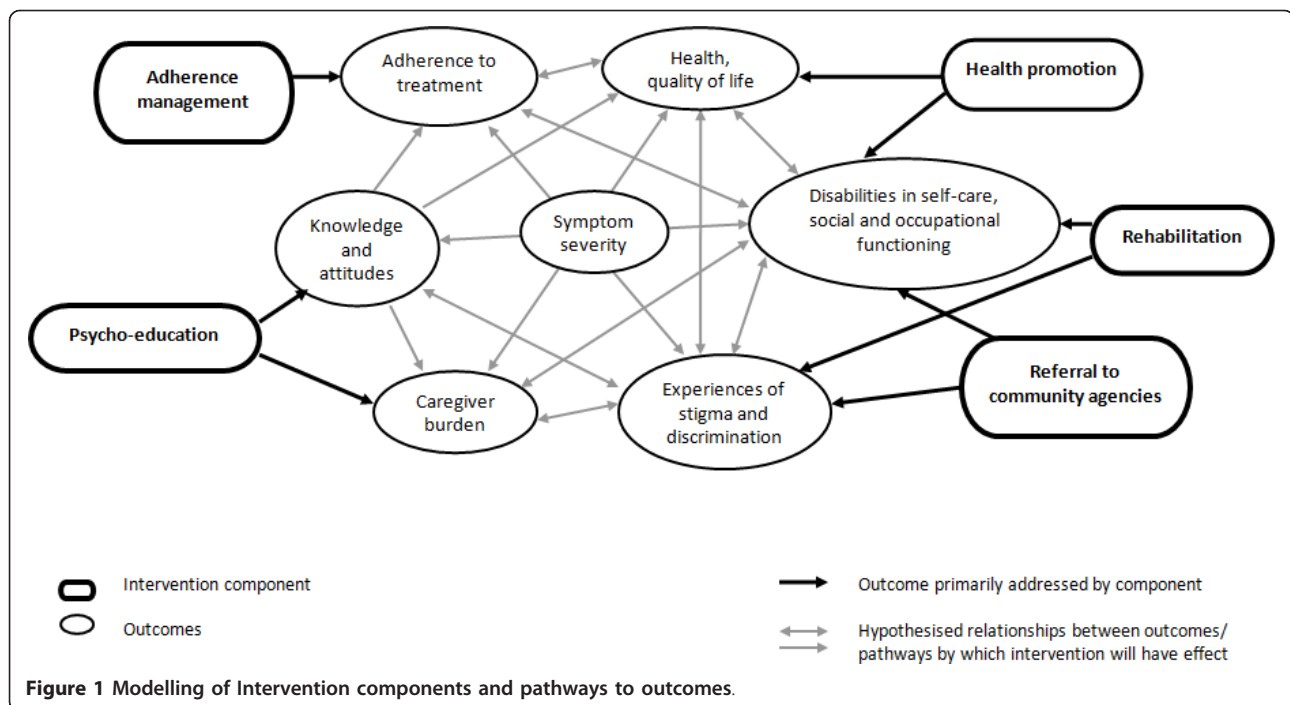 Adherence
management
Adherence to
treatment
Health,
quality of life
Health promotion
Knowledge
and
attitudes
Symptom
severity
Disabilities in self-care,
social and occupational
functioning
Rehabilitation
Psycho-education
Caregiver
burden
Experiences of
stigma and
discrimination
Referral to
community agencies
Intervention component
Outcomes
Outcome primarily addressed by component
Hypothesised relationships between outcomes/
pathways by which intervention will have effect
Figure 1 Modelling of Intervention components and pathways to outcomes.